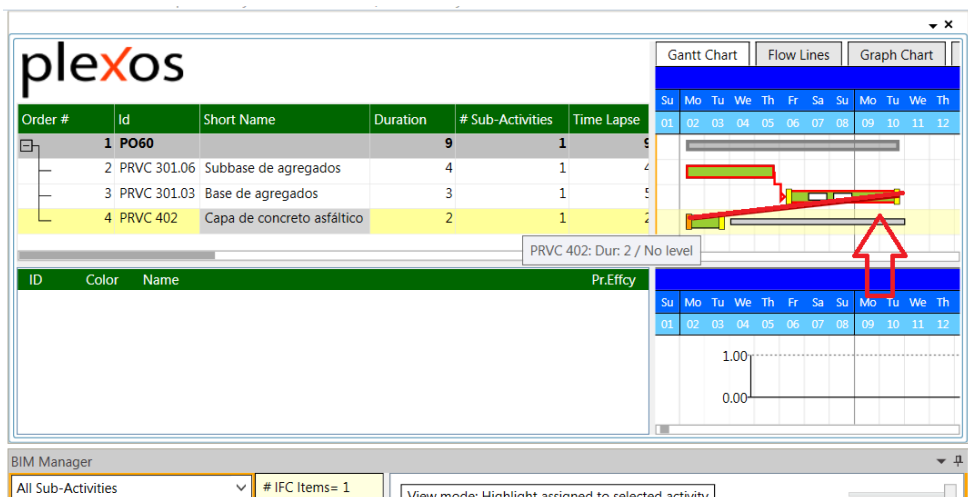 plexos
Gantt Chart Flow Lines Graph Chart
Su Mo Tu We Th Fr Sa Su Mo Tu We Th
Order # Id Short Name Duration # Sub-Activities Time Lapse 01 02 03 04 05 06 07 08 09 10 11 12
1 PO60 9 1 9
2 PRVC 301.06 Subbase de agregados 4 1 4
3 PRVC 301.03 Base de agregados 3 1 5
4 PRVC 402 Capa de concreto asfáltico 2 1 2
PRVC 402: Dur: 2 / No level
ID Color Name Pr.Effcy
Su Mo Tu We Th Fr Sa Su Mo Tu We Th
01 02 03 04 05 06 07 08 09 10 11 12
1.00
0.00
BIM Manager
All Sub-Activities # IFC Items= 1
View mode: Highlight assigned to selected activity